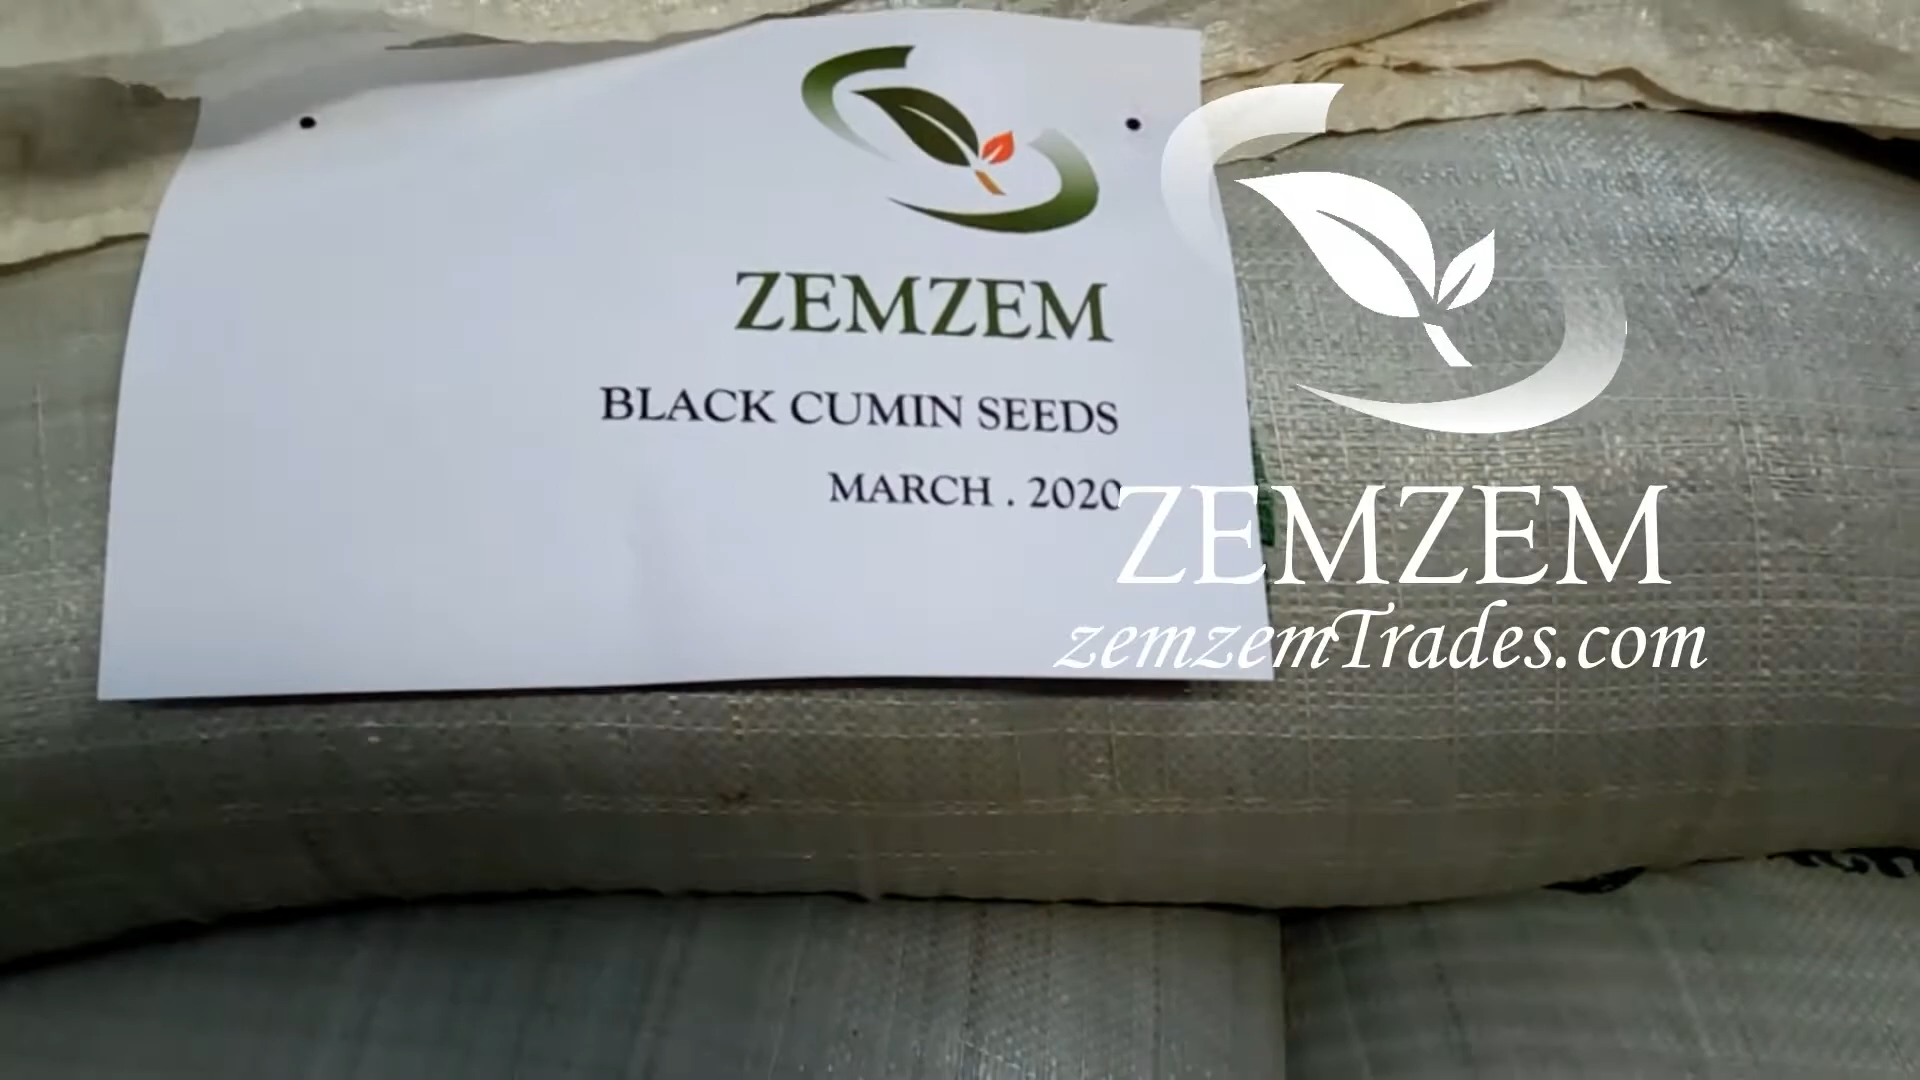 ZEMZEM
BLACK CUMIN SEEDS
MARCH . 2020
ZEMZEM
zemzemTrades.com